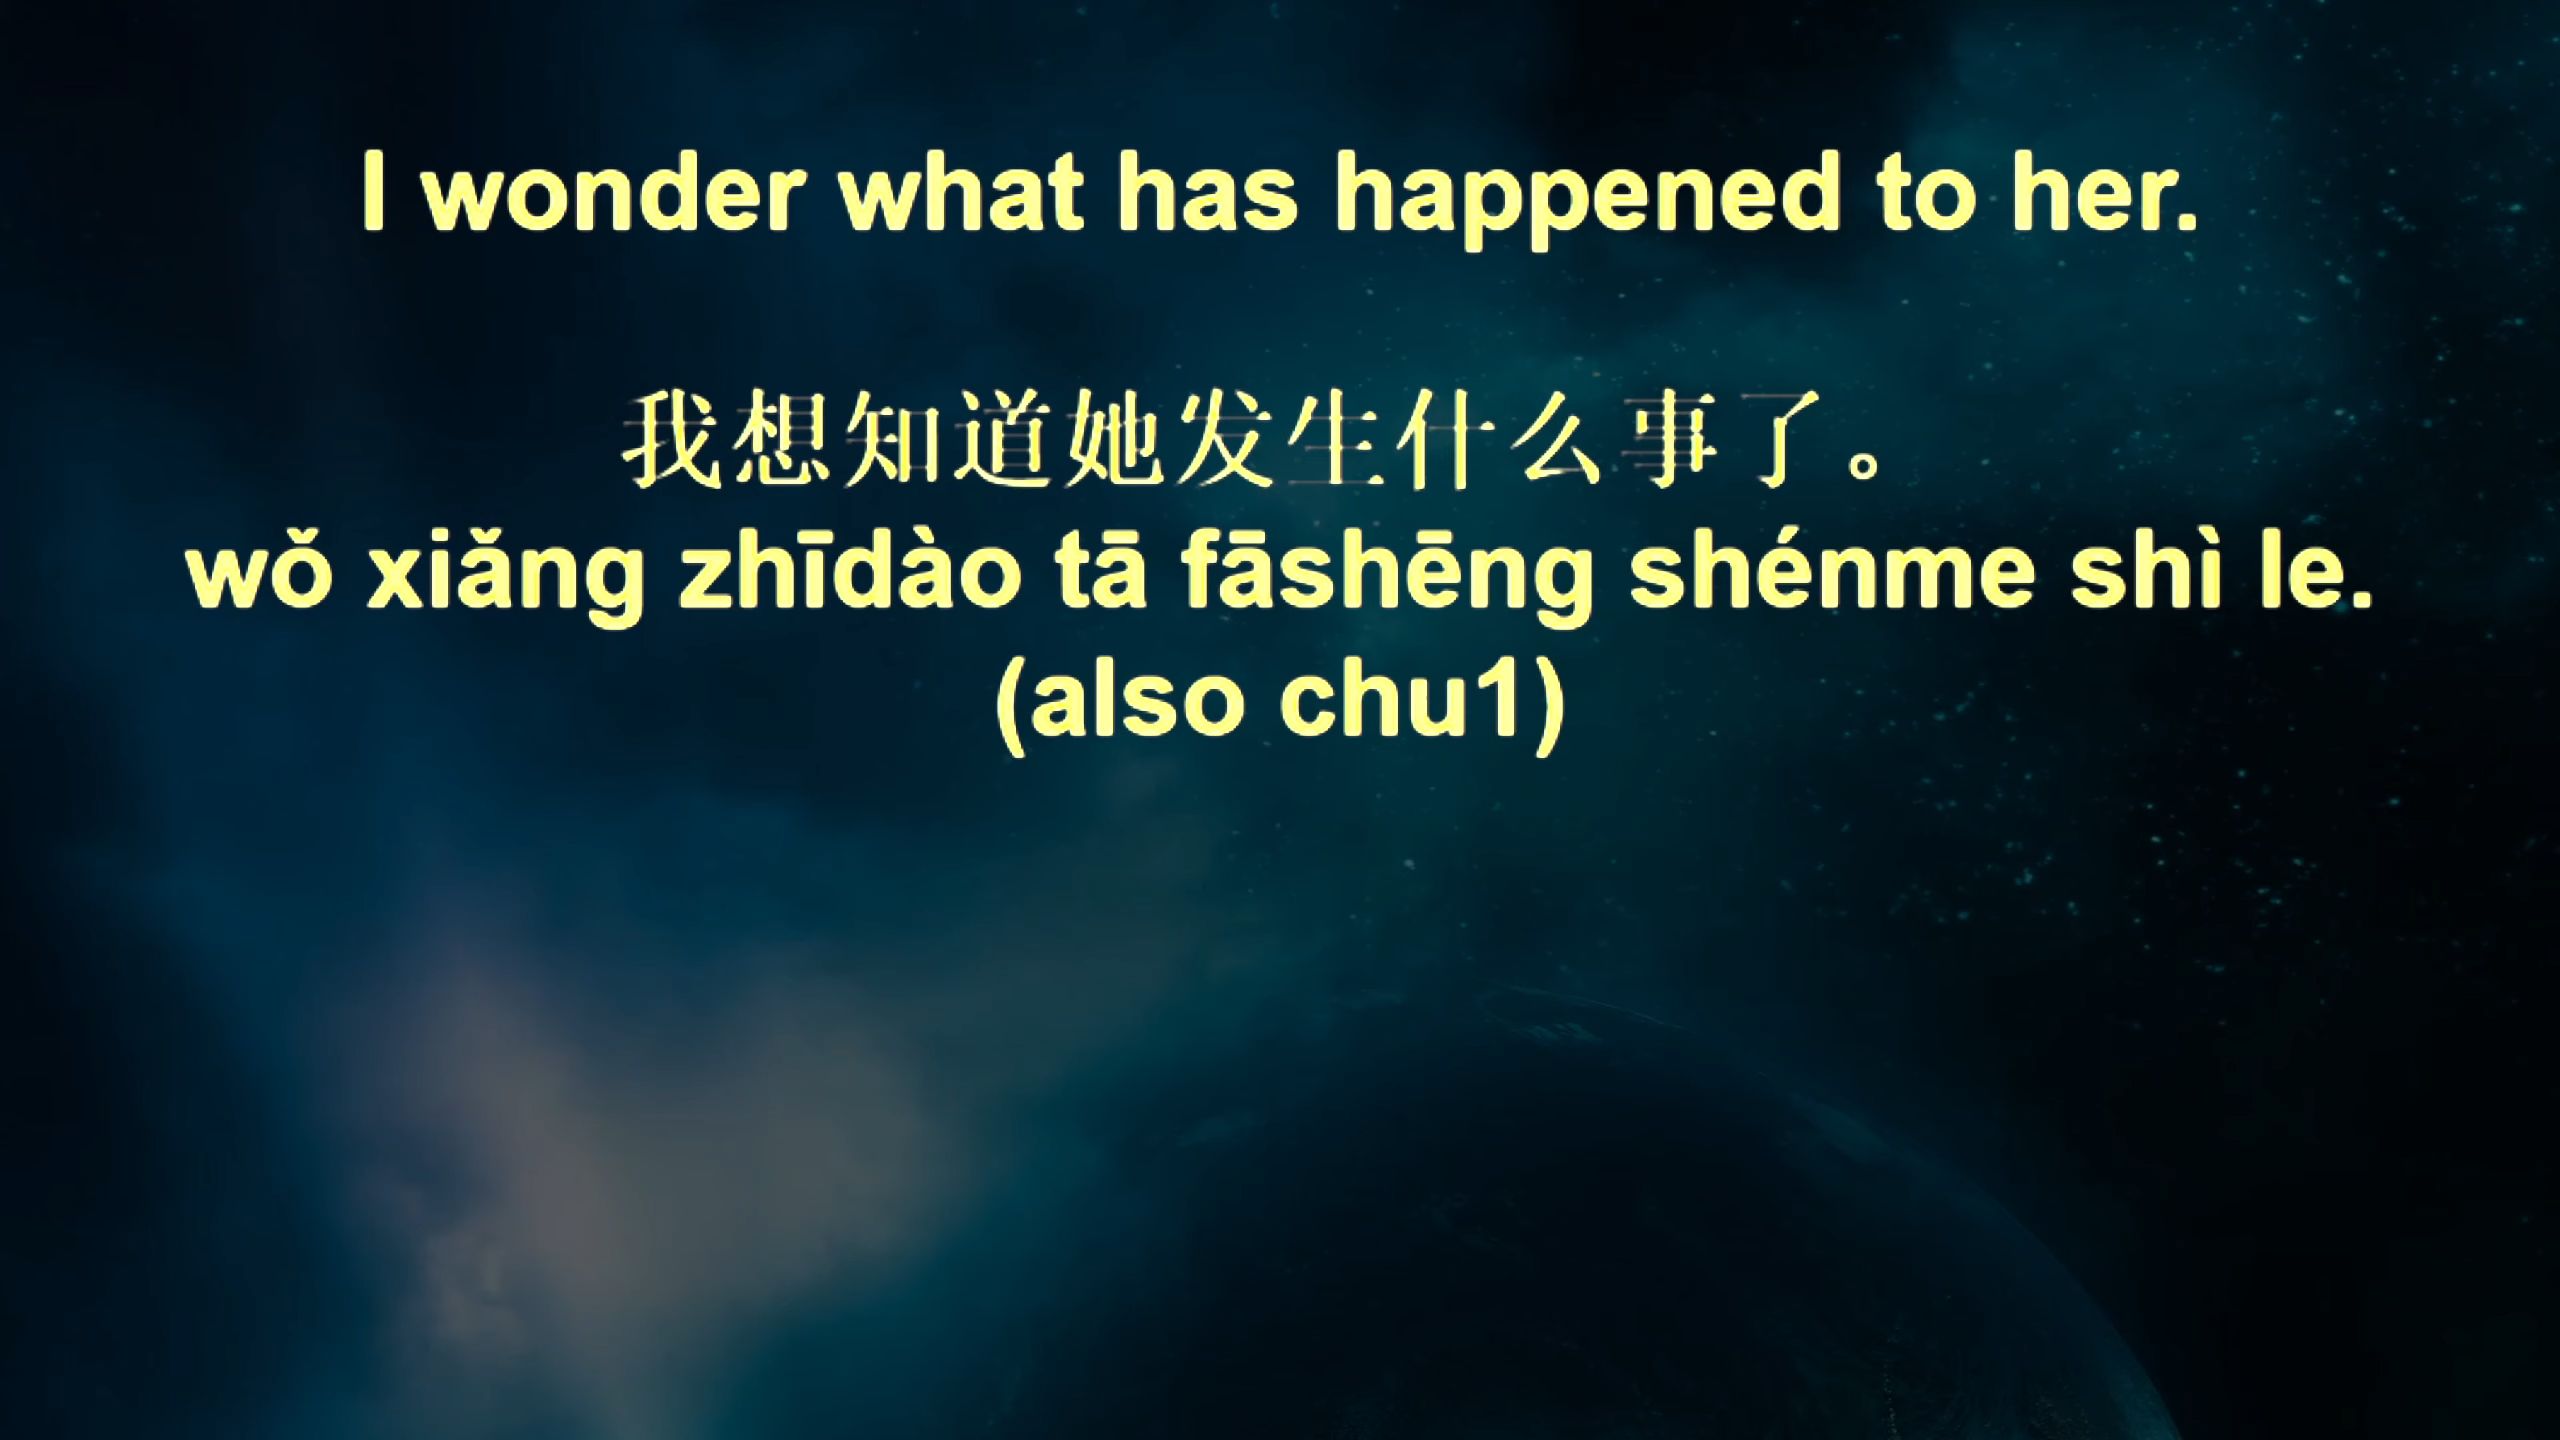 I wonder what has happened to her.
我想知道她发生什么事了。
wǒ xiǎng zhīdào tā fāshēng shénme shì le.
(also chu1)